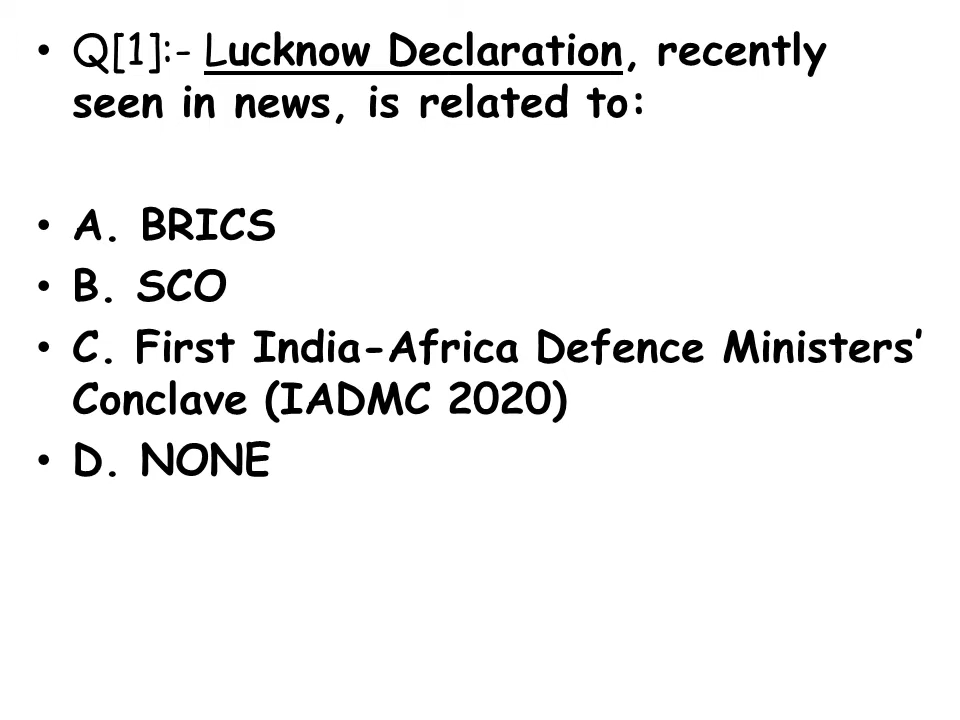 • Q[1]:- Lucknow Declaration, recently
seen in news, is related to:
• A. BRICS
• B. SCO
• C. First India-Africa Defence Ministers’
Conclave (IADMC 2020)
• D. NONE